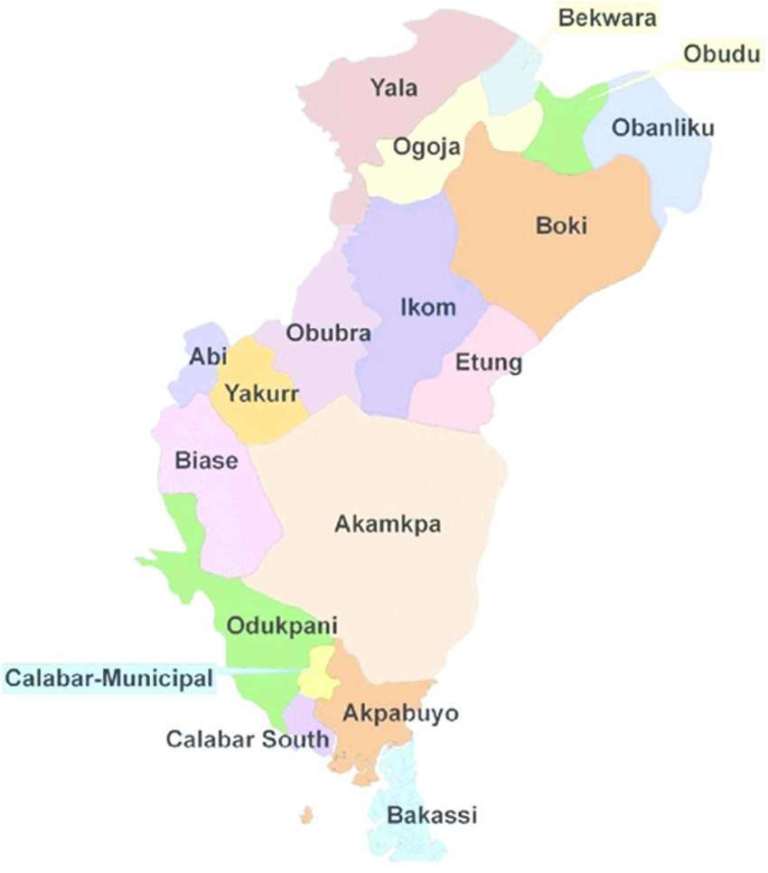 Bekwara
Obudu
Yala
Obanliku
Ogoja
Boki
Ikom
Obubra
Abi
Etung
Yakurr
Biase
Akamkpa
Odukpani
Calabar-Municipal
Akpabuyo
Calabar South
Bakassi